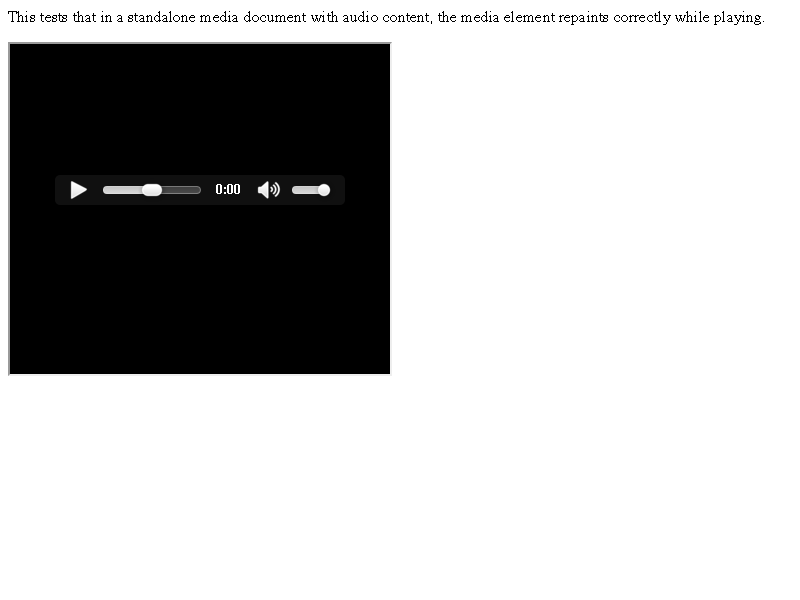 This tests that in a standalone media document with audio content, the media element repaints correctly while playing.
0:00